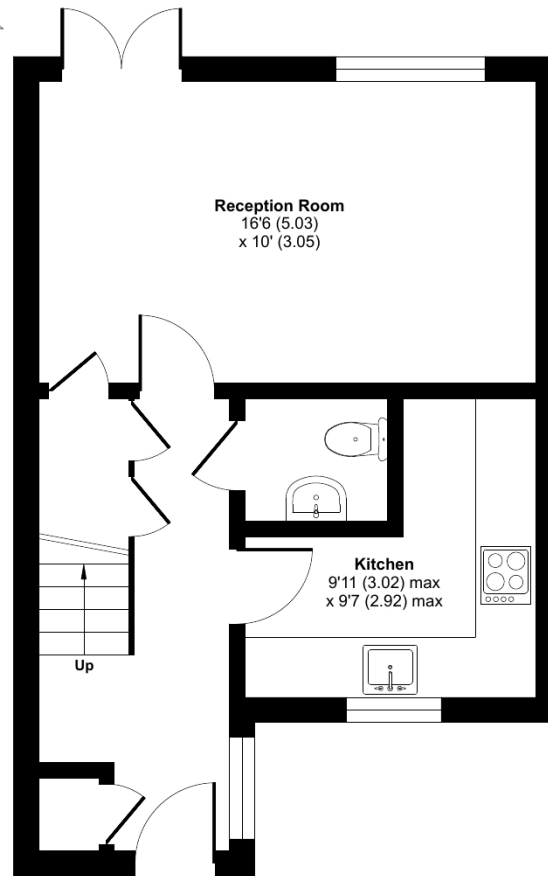 Reception Room
16'6 (5.03)
x 10' (3.05)
Kitchen
9'11 (3.02) max
x 9'7 (2.92) max
Up